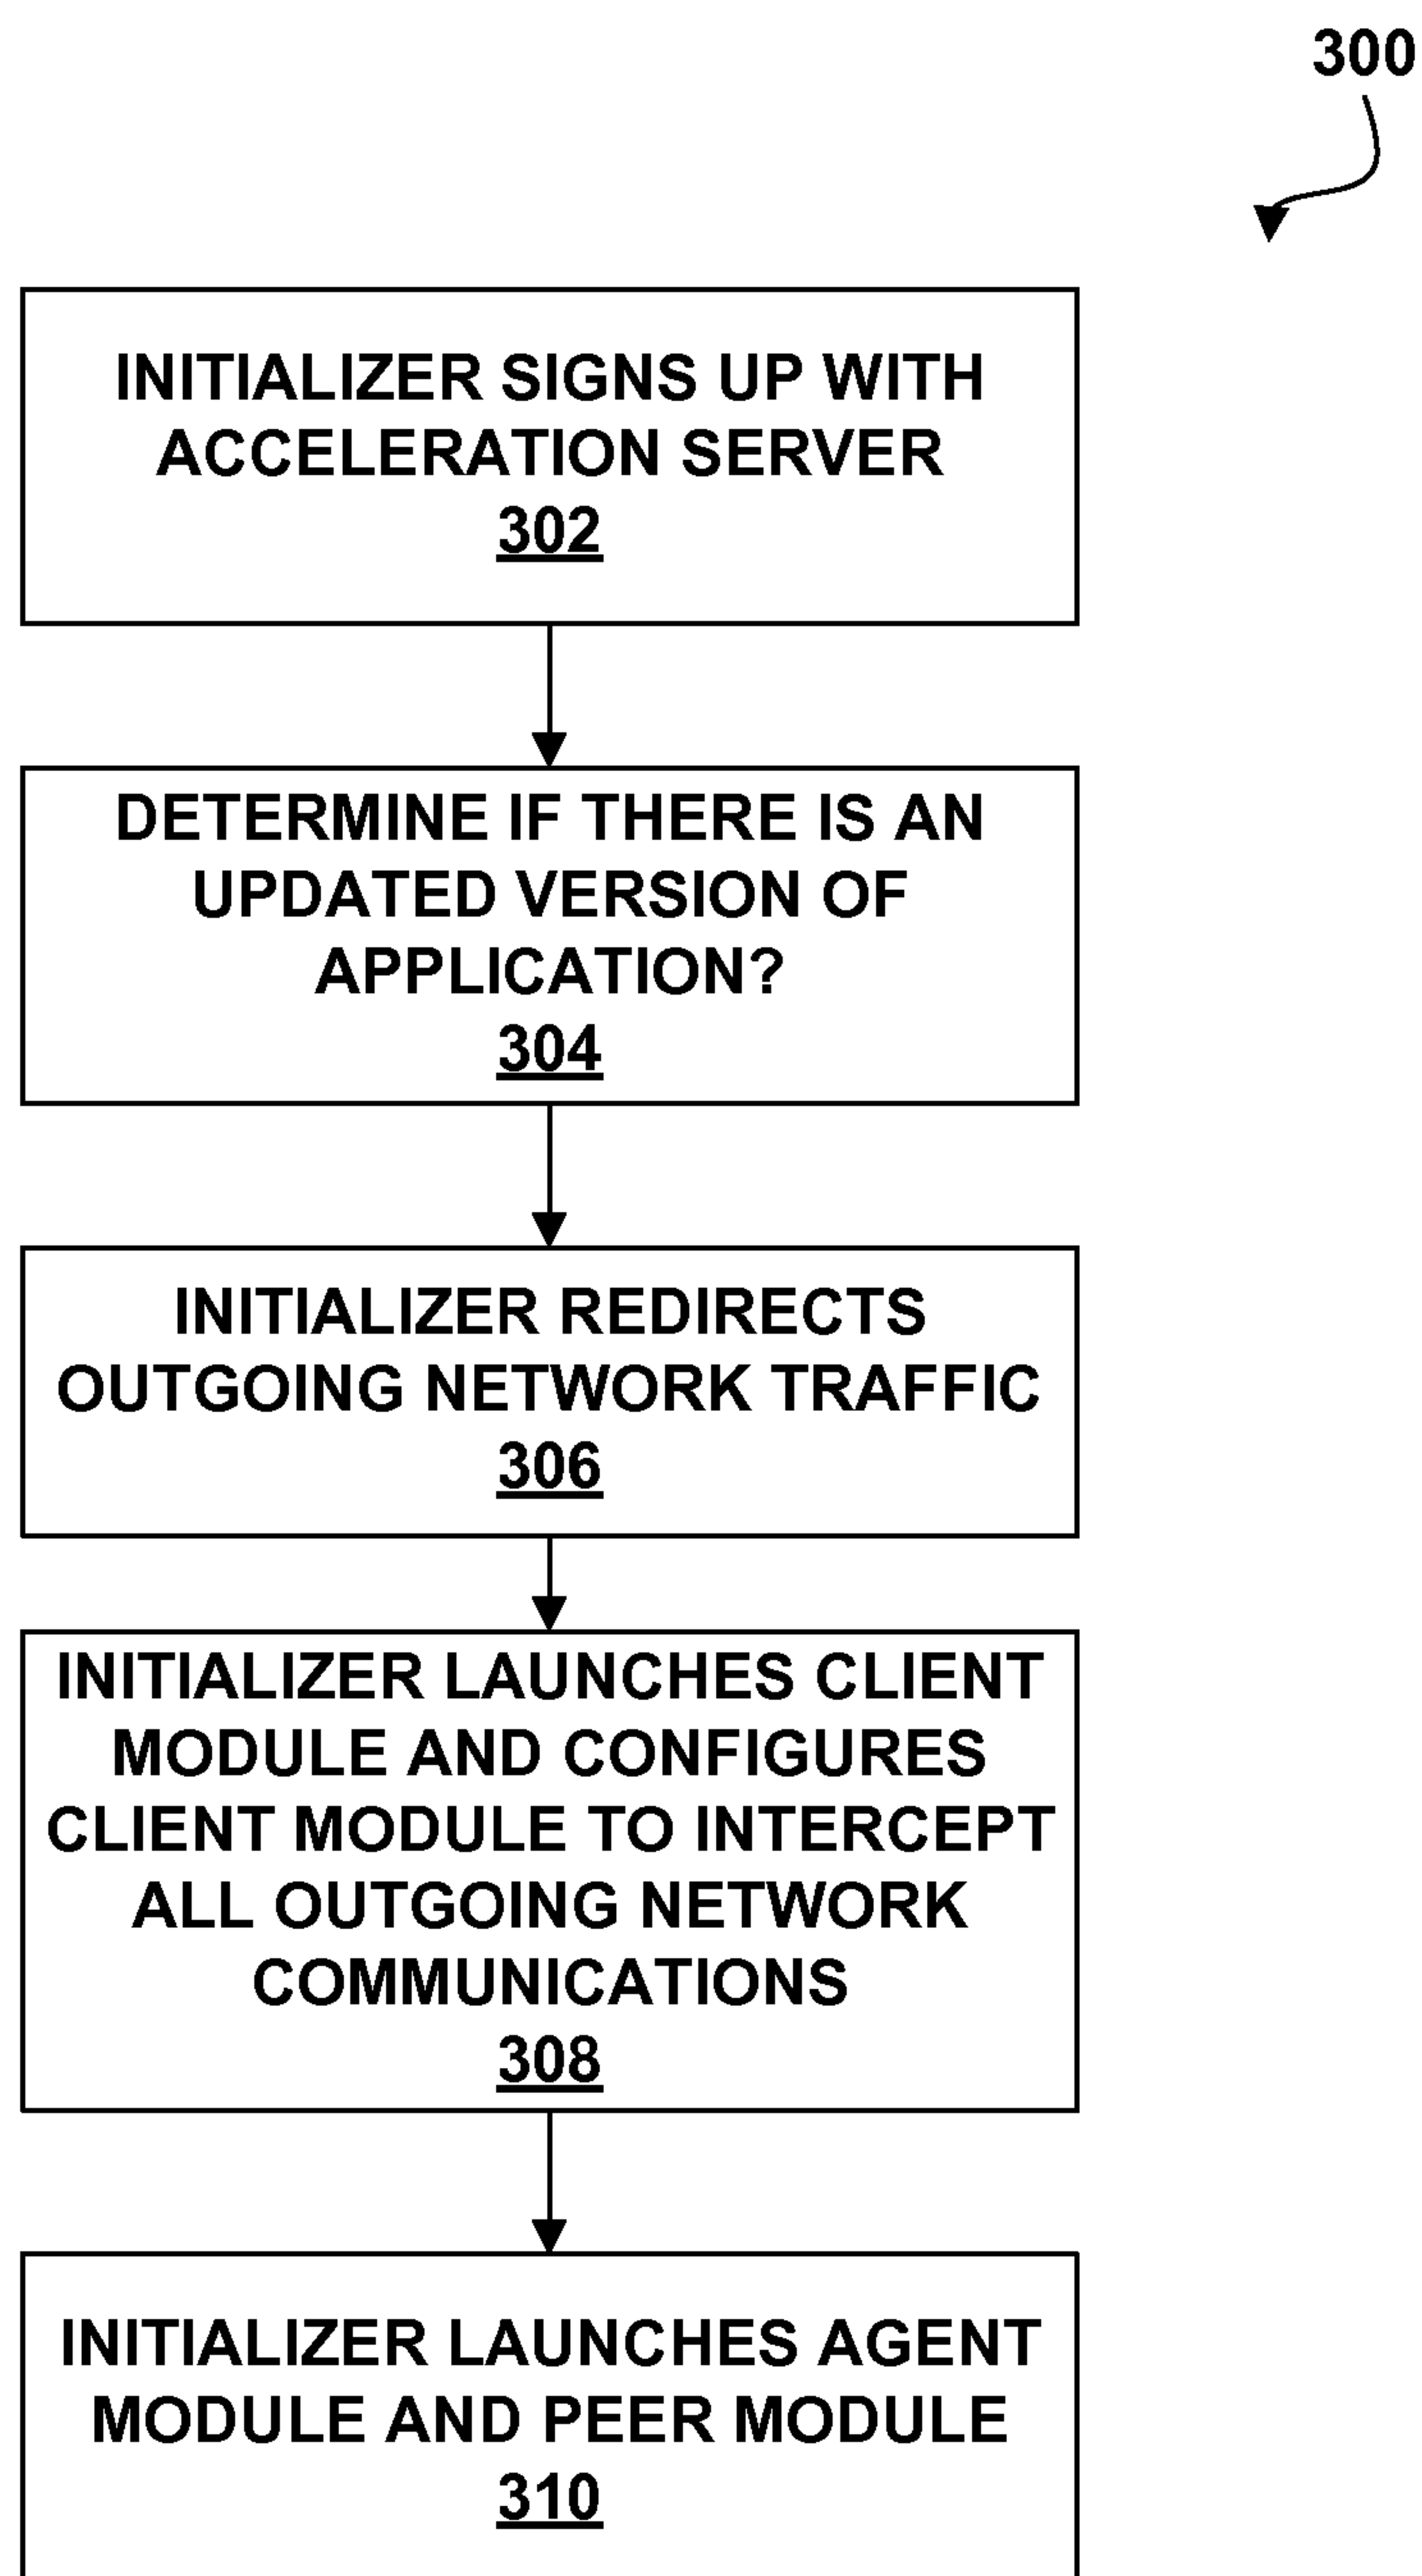 300
INITIALIZER SIGNS UP WITH
ACCELERATION SERVER
302
DETERMINE IF THERE IS AN
UPDATED VERSION OF
APPLICATION?
304
INITIALIZER REDIRECTS
OUTGOING NETWORK TRAFFIC
306
INITIALIZER LAUNCHES CLIENT
MODULE AND CONFIGURES
CLIENT MODULE TO INTERCEPT
ALL OUTGOING NETWORK
COMMUNICATIONS
308
INITIALIZER LAUNCHES AGENT
MODULE AND PEER MODULE
310